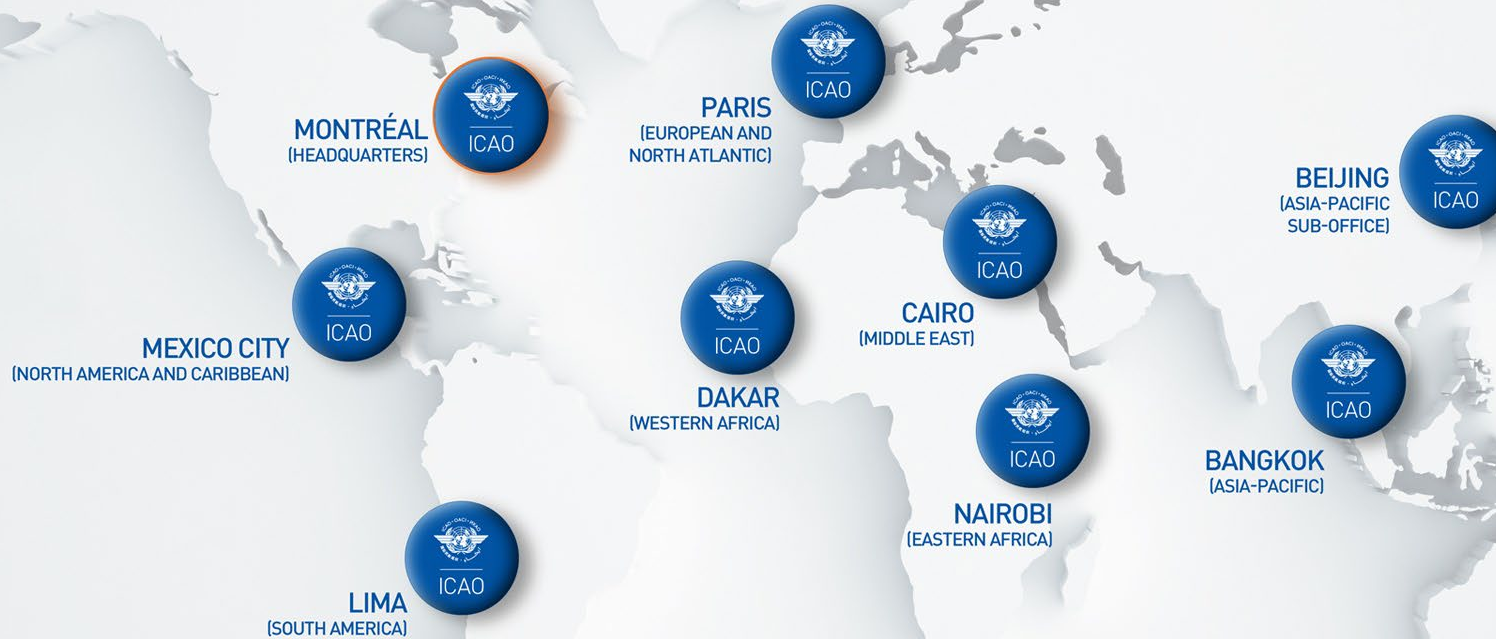 MONTRÉAL
(HEADQUARTERS)
ICAO
PARIS
(EUROPEAN AND
NORTH ATLANTIC)
ICAO
BEIJING
(ASIA-PACIFIC
SUB-OFFICE)
ICAO
MEXICO CITY
(NORTH AMERICA AND CARIBBEAN)
ICAO
DAKAR
(WESTERN AFRICA)
ICAO
CAIRO
(MIDDLE EAST)
ICAO
BANGKOK
(ASIA-PACIFIC)
ICAO
NAIROBI
(EASTERN AFRICA)
ICAO
LIMA
(SOUTH AMERICA)
ICAO